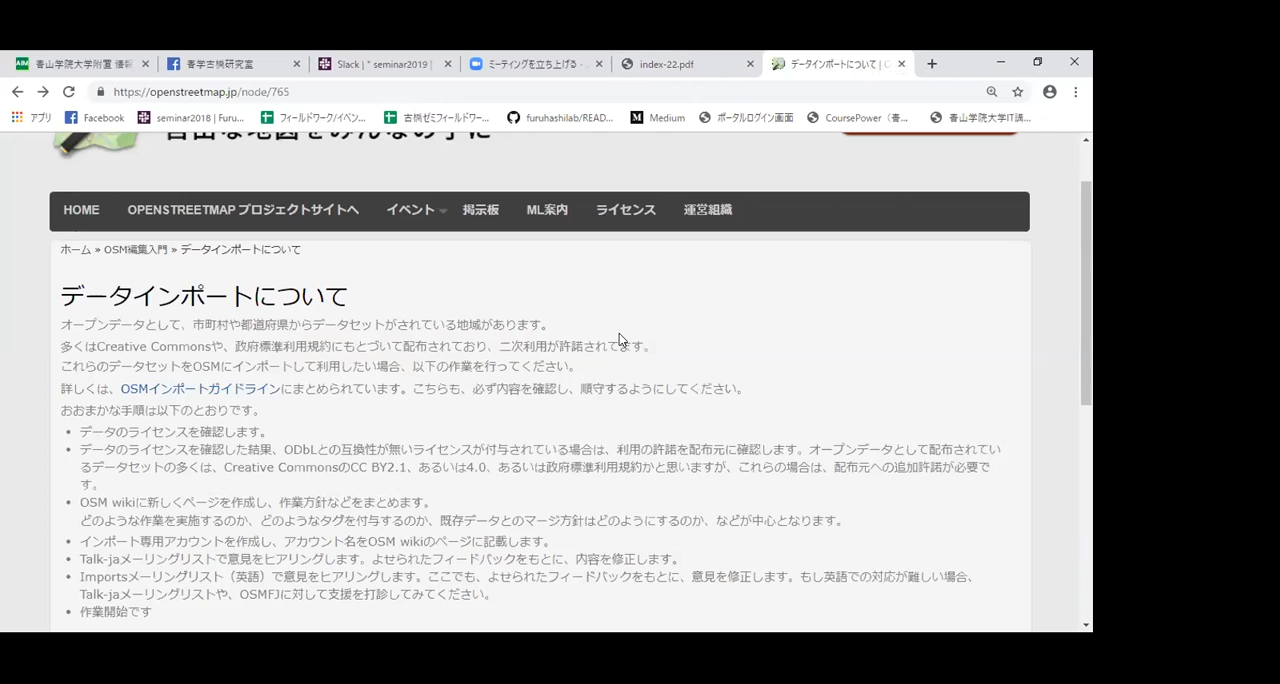 青山学院大学附置 情報
青学古橋研究室
Slack | * seminar2019 |
ミーティングを立ち上げる -
index-22.pdf
データインポートについて | O
https://openstreetmap.jp/node/765
アプリ
Facebook
seminar2018 | Furu...
フィールドワーク/イベン...
古橋ゼミフィールドワー...
furuhashilab/READ...
Medium
ポータルログイン画面
CoursePower（青...
青山学院大学IT講...
自由な地図をみんなの手に
HOME
OPENSTREETMAP プロジェクトサイトへ
イベント
掲示板
ML案内
ライセンス
運営組織
ホーム » OSM編集入門 » データインポートについて
データインポートについて
オープンデータとして、市町村や都道府県からデータセットがされている地域があります。
多くはCreative Commonsや、政府標準利用規約にもとづいて配布されており、二次利用が許諾されてます。
これらのデータセットをOSMにインポートして利用したい場合、以下の作業を行ってください。
詳しくは、OSMインポートガイドラインにまとめられています。こちらも、必ず内容を確認し、順守するようにしてください。
おおまかな手順は以下のとおりです。
• データのライセンスを確認します。
• データのライセンスを確認した結果、ODbLとの互換性が無いライセンスが付与されている場合は、利用の許諾を配布元に確認します。オープンデータとして配布されてい
るデータセットの多くは、Creative CommonsのCC BY2.1、あるいは4.0、あるいは政府標準利用規約かと思いますが、これらの場合は、配布元への追加許諾が必要で
す。
• OSM wikiに新しくページを作成し、作業方針などをまとめます。
どのような作業を実施するのか、どのようなタグを付与するのか、既存データとのマージ方針はどのようにするのか、などが中心となります。
• インポート専用アカウントを作成し、アカウント名をOSM wikiのページに記載します。
• Talk-jaメーリングリストで意見をヒアリングします。よせられたフィードバックをもとに、内容を修正します。
• Importsメーリングリスト（英語）で意見をヒアリングします。ここでも、よせられたフィードバックをもとに、意見を修正します。もし英語での対応が難しい場合、
Talk-jaメーリングリストや、OSMFJに対して支援を打診してみてください。
• 作業開始です